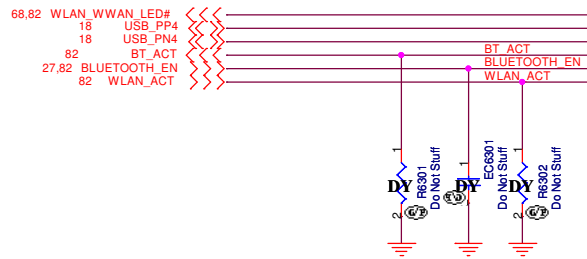 68,82 WLAN_WWAN_LED#
18 USB_PP4
18 USB_PN4
82 BT_ACT
BT_ACT
27,82 BLUETOOTH_EN
BLUETOOTH_EN
82 WLAN_ACT
WLAN_ACT
1
DY
2
G/P
R6301
Do Not Stuff
1
DY
EC6301
Do Not Stuff
1
DY
2
G/P
R6302
Do Not Stuff